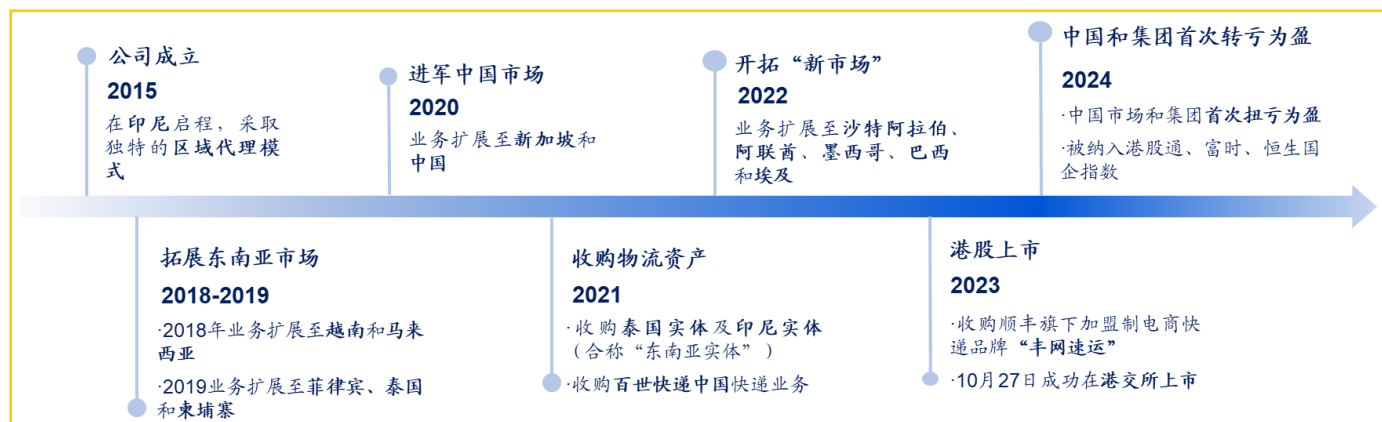 公司成立
2015
在印尼启程，采取
独特的区域代理模
式
进军中国市场
2020
业务扩展至新加坡和
中国
开拓“新市场”
2022
业务扩展至沙特阿拉伯、
阿联酋、墨西哥、巴西
和埃及
中国和集团首次转亏为盈
2024
·中国市场和集团首次扭亏为盈
·被纳入港股通、富时、恒生国
企指数
拓展东南亚市场
2018-2019
·2018年业务扩展至越南和马来
西亚
·2019业务扩展至菲律宾、泰国
和柬埔寨
收购物流资产
2021
·收购泰国实体及印尼实体
（合称“东南亚实体”）
·收购百世快递中国快递业务
港股上市
2023
·收购顺丰旗下加盟制电商快
递品牌“丰网速运”
·10月27日成功在港交所上市